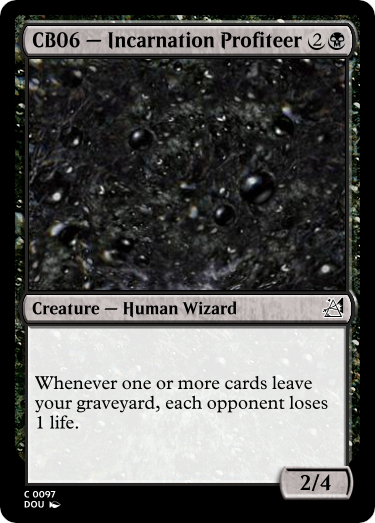 CB06 — Incarnation Profiteer 2
Creature — Human Wizard
Whenever one or more cards leave
your graveyard, each opponent loses
1 life.
2/4
C 0097
DOU